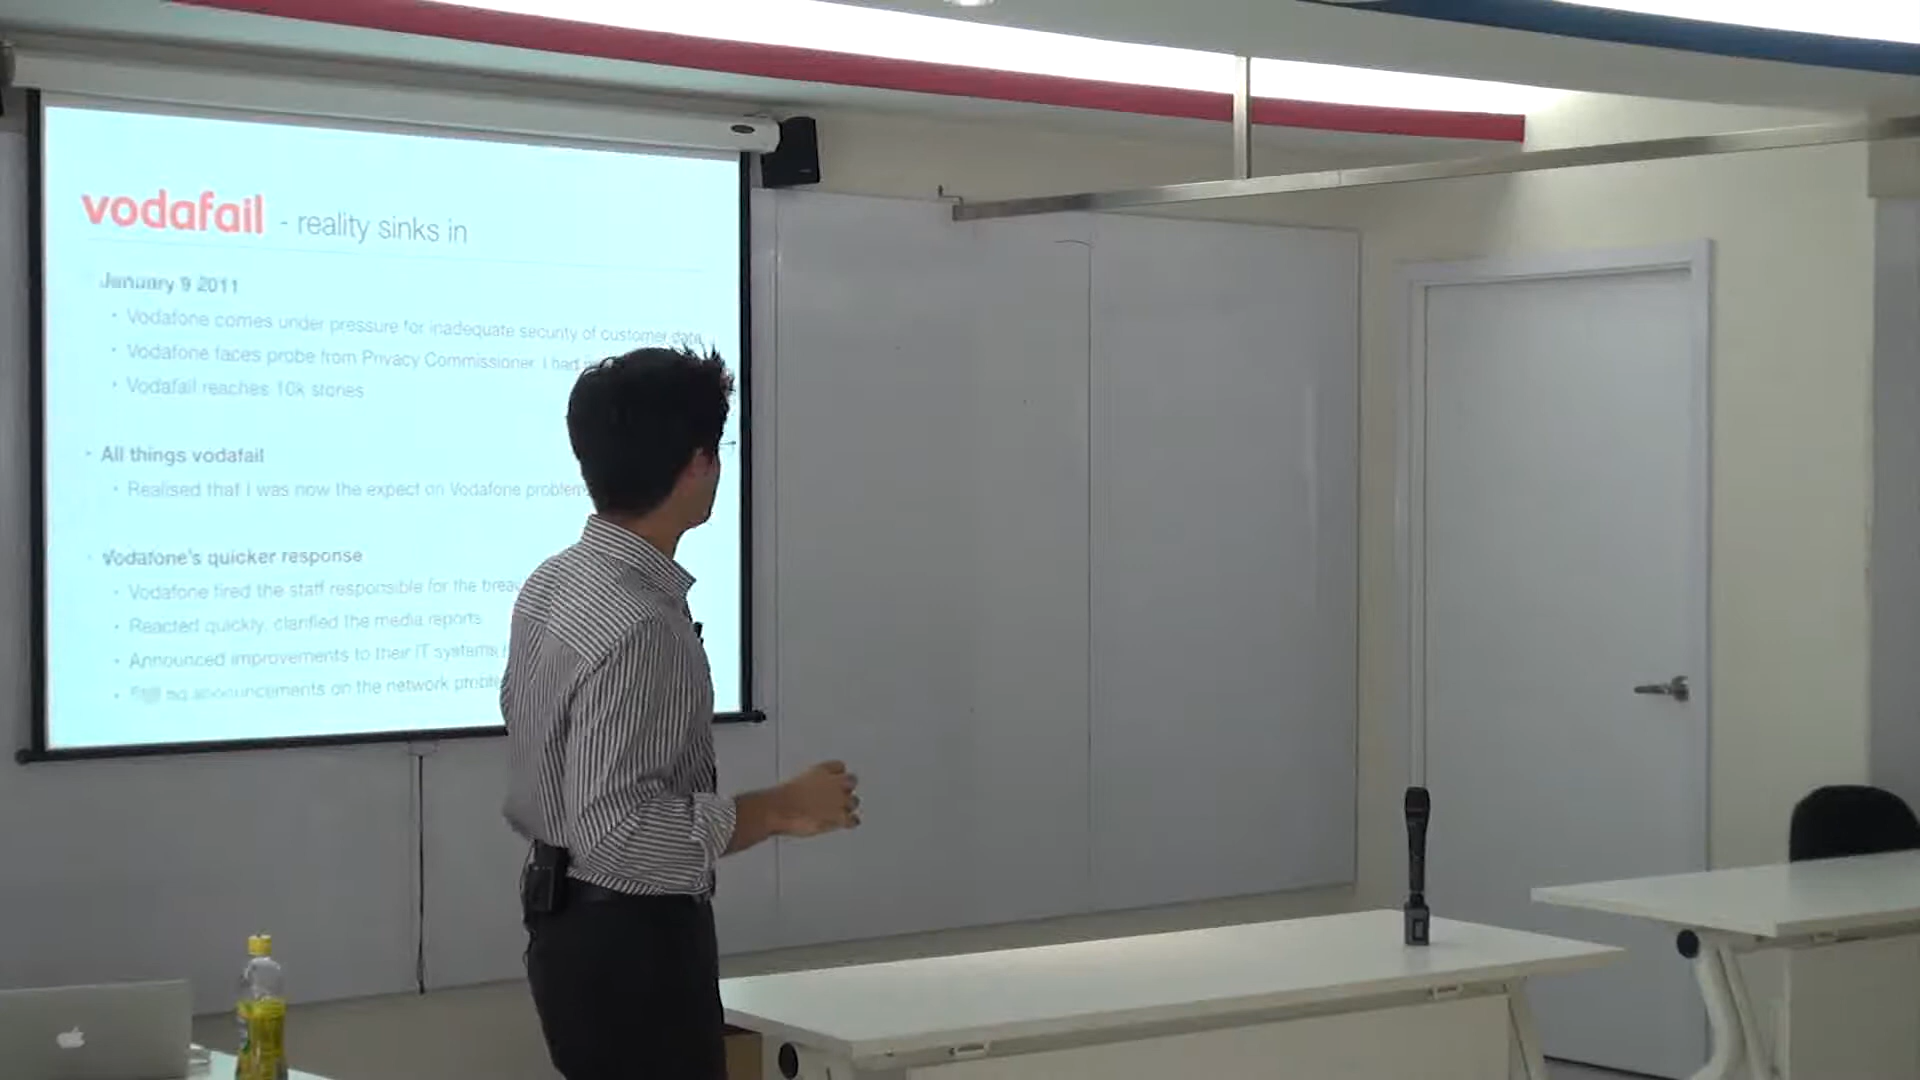 vodafail - reality sinks in
January 9 2011
• Vodafone comes under pressure for inadequate security of customer data
• Vodafone faces probe from Privacy Commissioner. I had
• Vodafail reaches 10k stories
• All things vodafail
• Realised that I was now the expect on Vodafone problem
• Vodafone's quicker response
• Vodafone fired the staff responsible for the
• Reacted quickly, clarified the media reports
• Announced improvements to their IT systems
• Still no announcements on the network